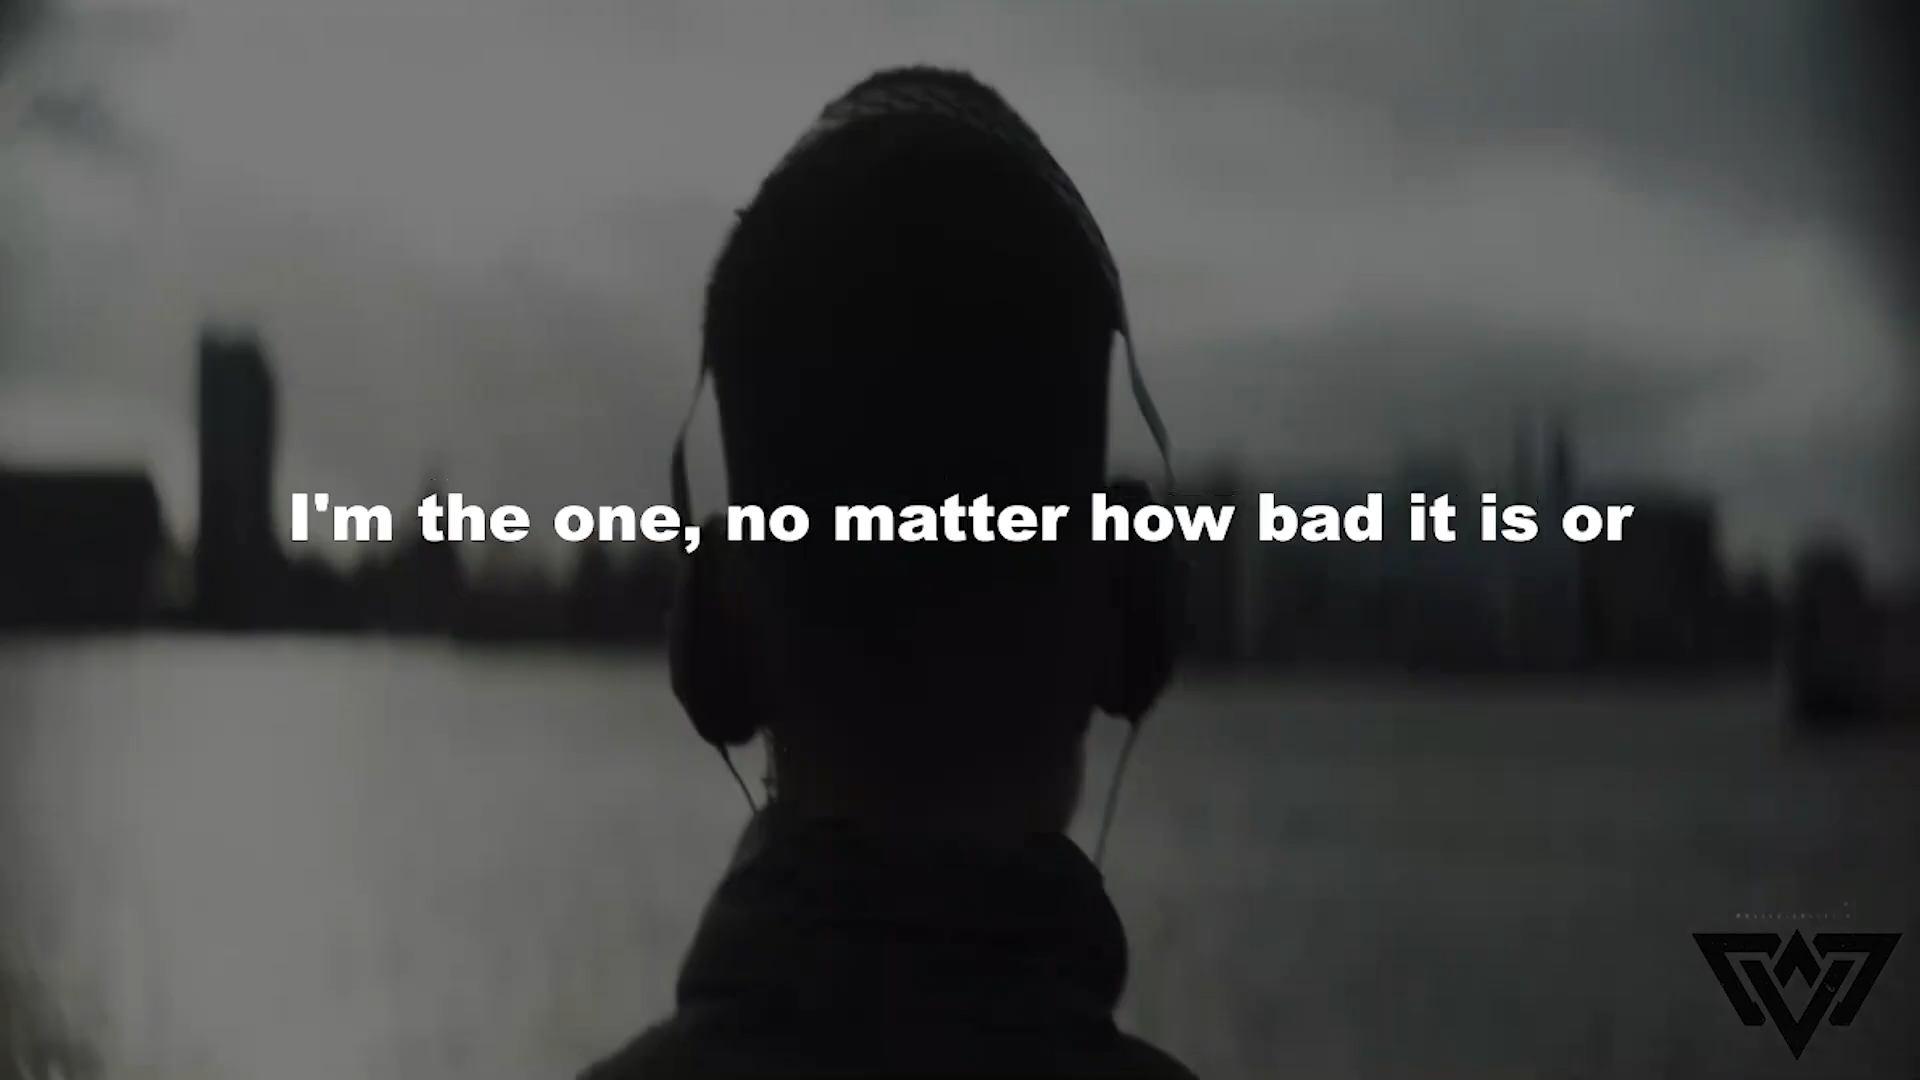 I'm the one, no matter how bad it is or